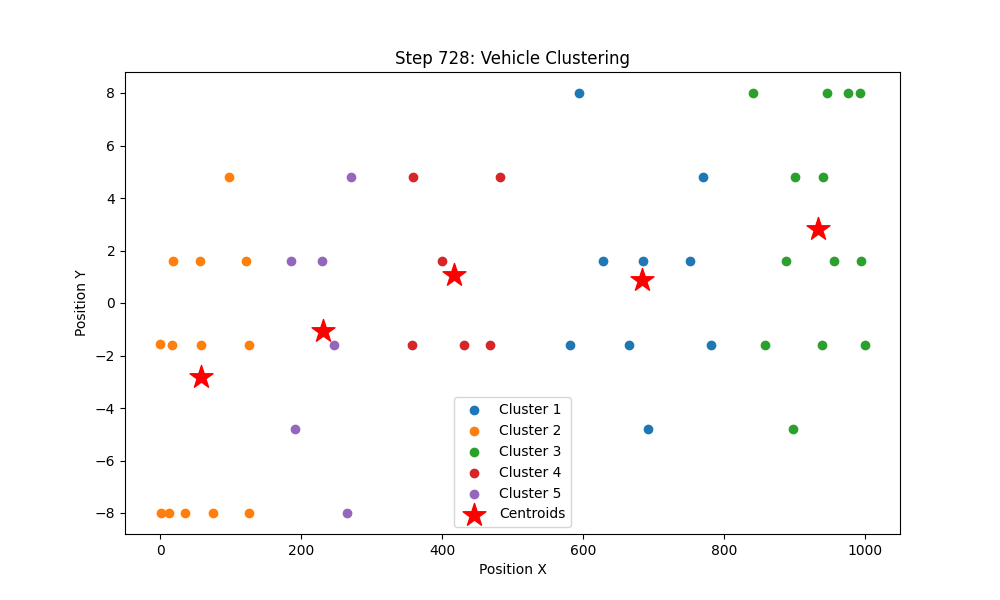 Step 728: Vehicle Clustering
Position Y
8
6
4
2
0
−2
−4
−6
−8
Cluster 1
Cluster 2
Cluster 3
Cluster 4
Cluster 5
Centroids
0
200
400
600
800
1000
Position X